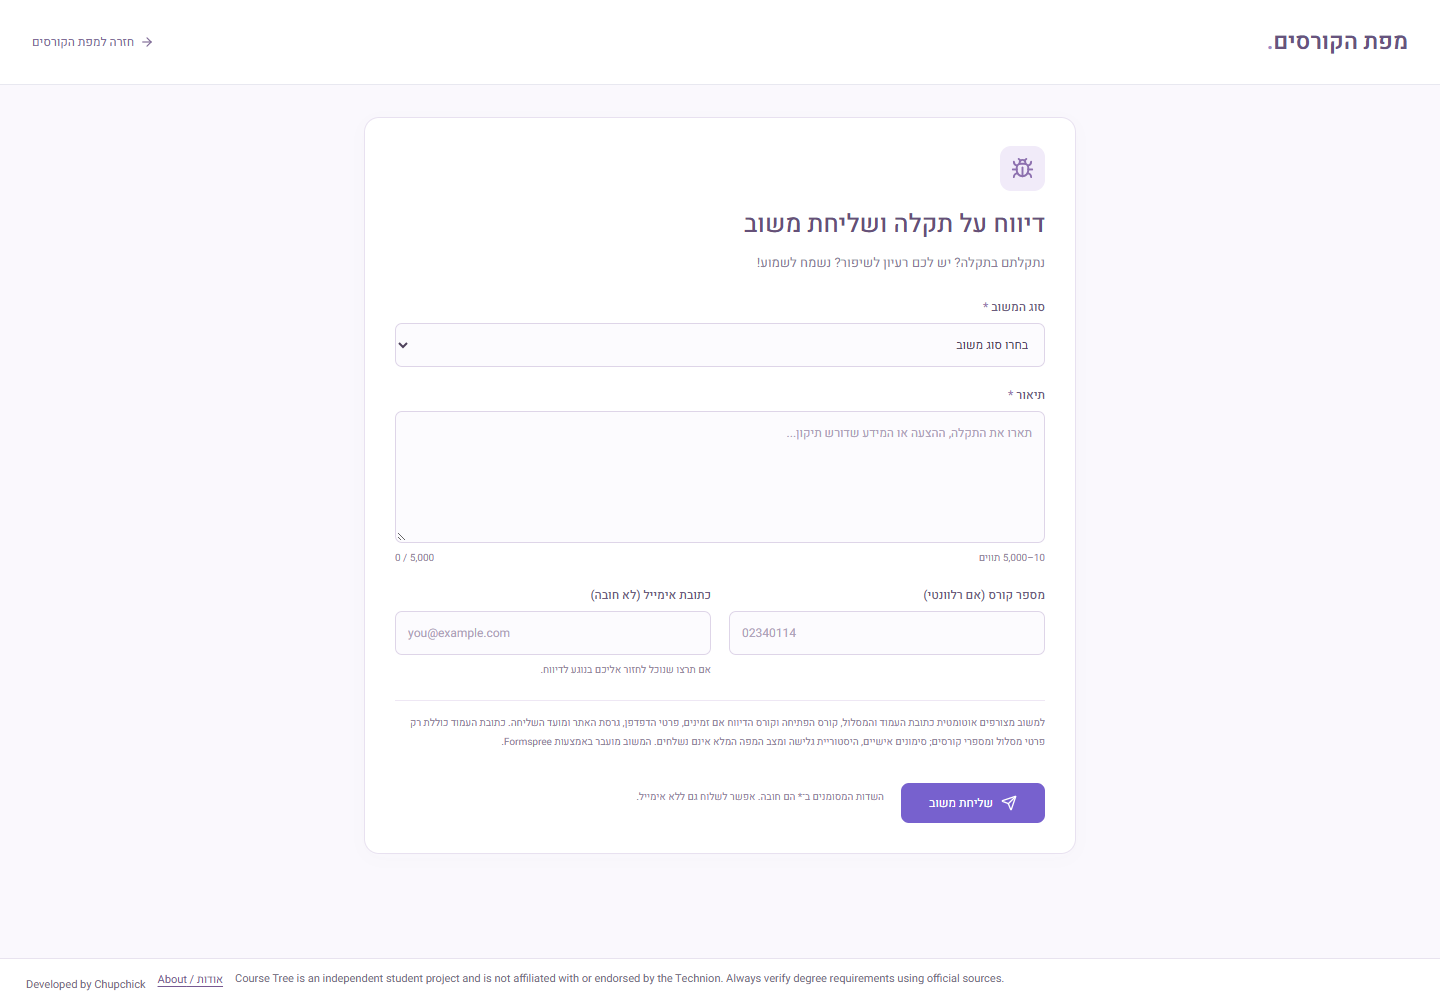 מפת הקורסים.
חזרה למפת הקורסים
דיווח על תקלה ושליחת משוב
נתקלתם בתקלה? יש לכם רעיון לשיפור? נשמח לשמוע!
סוג המשוב *
בחרו סוג משוב
תיאור *
תארו את התקלה, ההצעה או המידע שדורש תיקון...
10–5,000 תווים
0 / 5,000
מספר קורס (אם רלוונטי)
02340114
כתובת אימייל (לא חובה)
you@example.com
אם תרצו שנוכל לחזור אליכם בנוגע לדיווח.
למשוב מצורפים אוטומטית כתובת העמוד והמסלול, קורס הפתיחה וקורס הדיווח אם זמינים, פרטי הדפדפן, גרסת האתר ומועד השליחה. כתובת העמוד כוללת רק
פרטי מסלול ומספרי קורסים; סימונים אישיים, היסטוריית גלישה ומצב המפה המלא אינם נשלחים. המשוב מועבר באמצעות Formspree.
שליחת משוב
השדות המסומנים ב־* הם חובה. אפשר לשלוח גם ללא אימייל.
Developed by Chupchick
About / אודות
Course Tree is an independent student project and is not affiliated with or endorsed by the Technion. Always verify degree requirements using official sources.